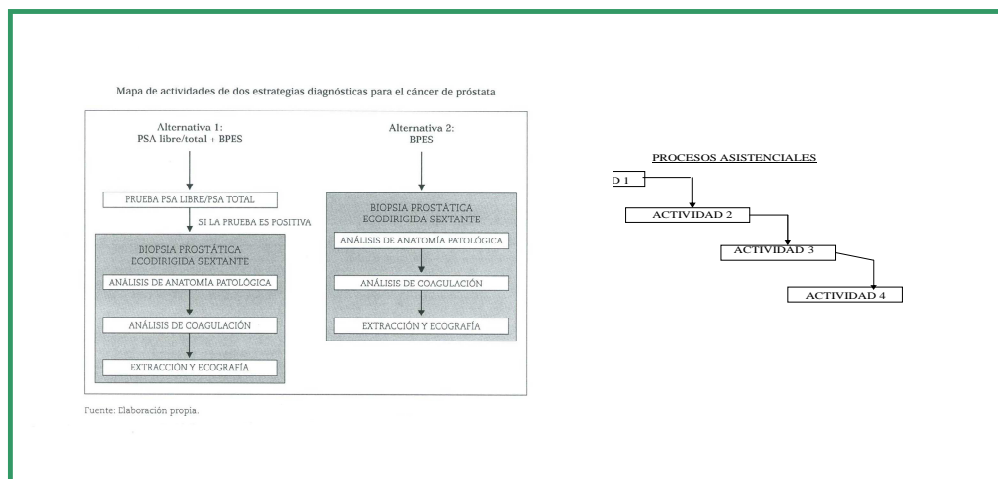 Mapa de actividades de dos estrategias diagnósticas para el cáncer de próstata
Alternativa 1:
PSA libre/total + BPES
PRUEBA PSA LIBRE/PSA TOTAL
SI LA PRUEBA ES POSITIVA
BIOPSIA PROSTÁTICA
ECODIRIGIDA SEXTANTE
ANÁLISIS DE ANATOMÍA PATOLÓGICA
ANÁLISIS DE COAGULACIÓN
EXTRACCIÓN Y ECOGRAFÍA
Alternativa 2:
BPES
BIOPSIA PROSTÁTICA
ECODIRIGIDA SEXTANTE
ANÁLISIS DE ANATOMÍA PATOLÓGICA
ANÁLISIS DE COAGULACIÓN
EXTRACCIÓN Y ECOGRAFÍA
Fuente: Elaboración propia.
PROCESOS ASISTENCIALES
D 1
ACTIVIDAD 2
ACTIVIDAD 3
ACTIVIDAD 4